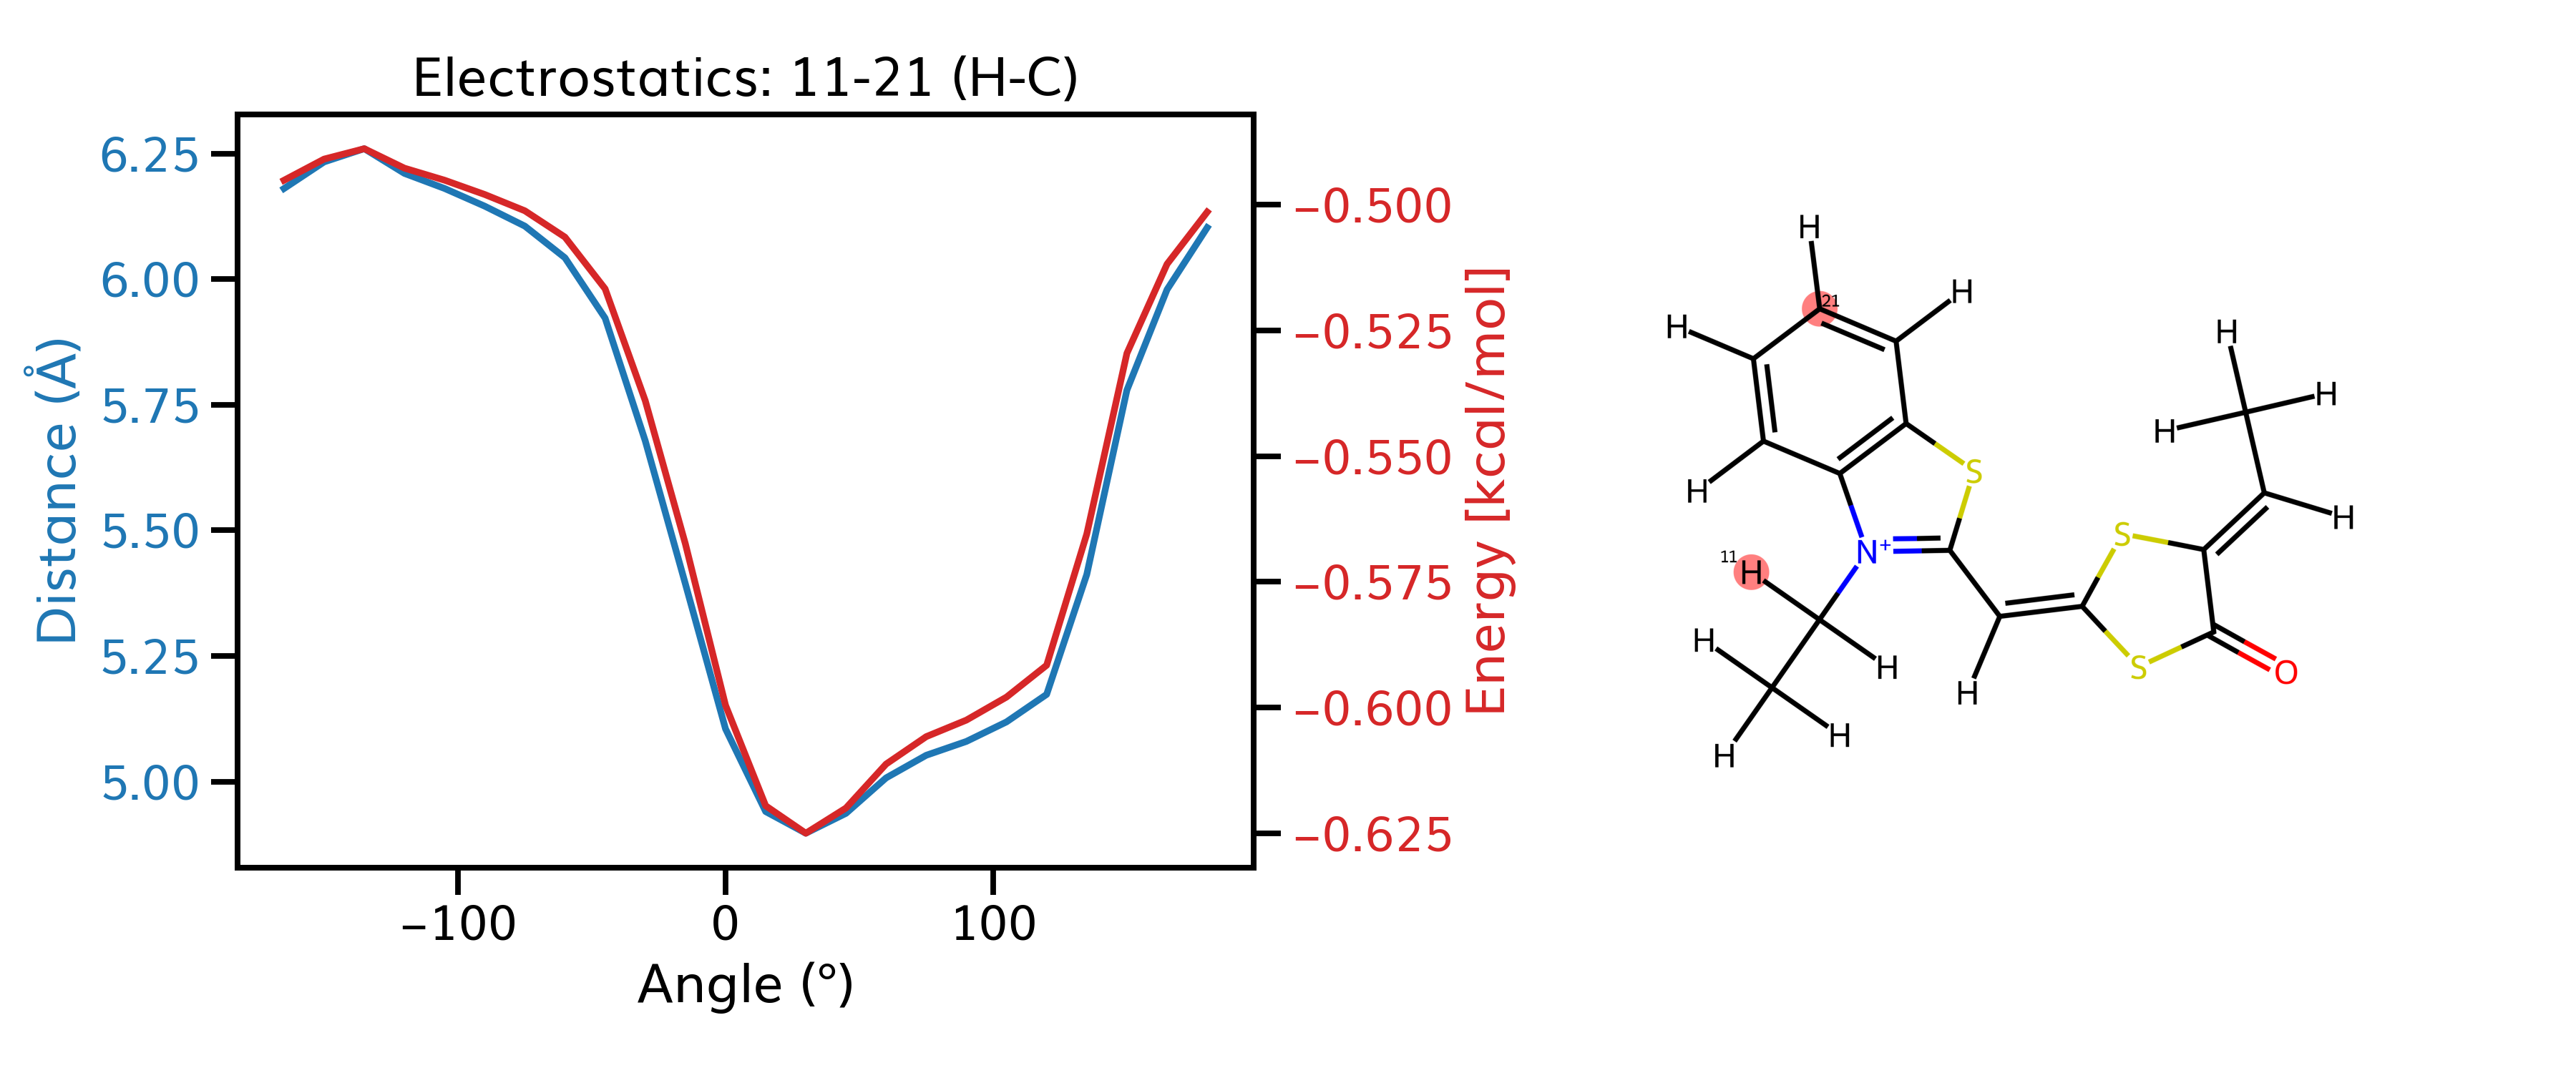 Electrostatics: 11-21 (H-C)
Distance (Å)
6.25
6.00
5.75
5.50
5.25
5.00
−0.500
−0.525
−0.550
−0.575
−0.600
−0.625
Energy [kcal/mol]
−100 0 100
Angle (°)
H
H
21
H
H
H
H
H
S
H
S
H
N+
11
H
H
H
H
S
O
H
H